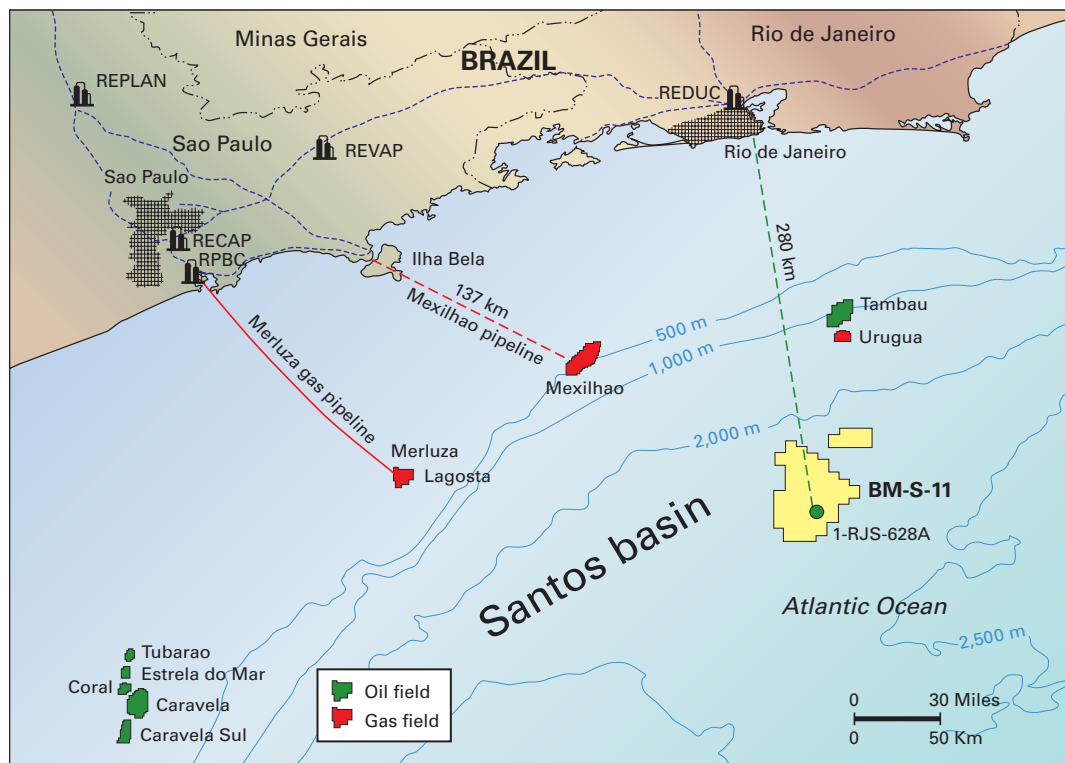 Minas Gerais
BRAZIL
Rio de Janeiro
REPLAN
REDUC
Sao Paulo
REVAP
Rio de Janeiro
Sao Paulo
RECAP
RPBC
Ilha Bela
280 km
137 km
Mexilhao pipeline
Merluza gas pipeline
500 m
1,000 m
Tambau
Urugua
Mexilhao
2,000 m
Merluza
Lagosta
BM-S-11
1-RJS-628A
Santos basin
Atlantic Ocean
2,500 m
Tubarao
Estrela do Mar
Coral
Caravela
Caravela Sul
Oil field
Gas field
0 30 Miles
0 50 Km